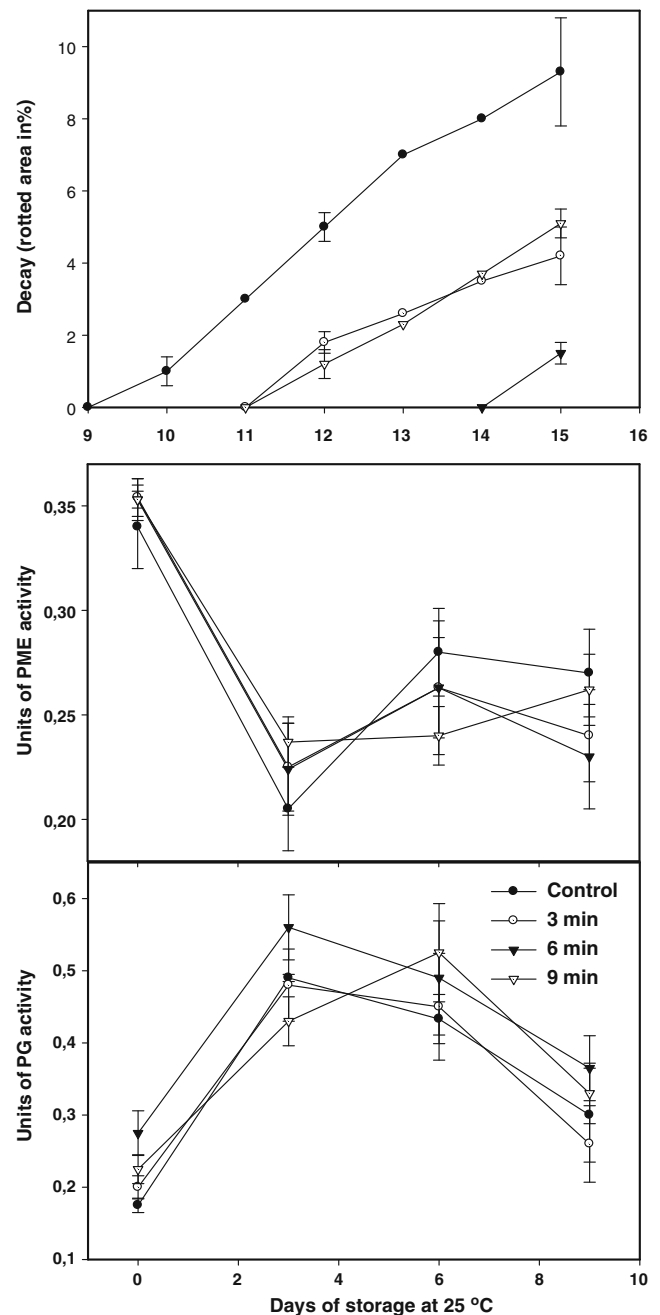 Decay (rotted area in%)
10
8
6
4
2
0
9 10 11 12 13 14 15 16
Units of PME activity
0,35
0,30
0,25
0,20
Units of PG activity
0,6
0,5
0,4
0,3
0,2
0,1
Control
3 min
6 min
9 min
0 2 4 6 8 10
Days of storage at 25 ºC